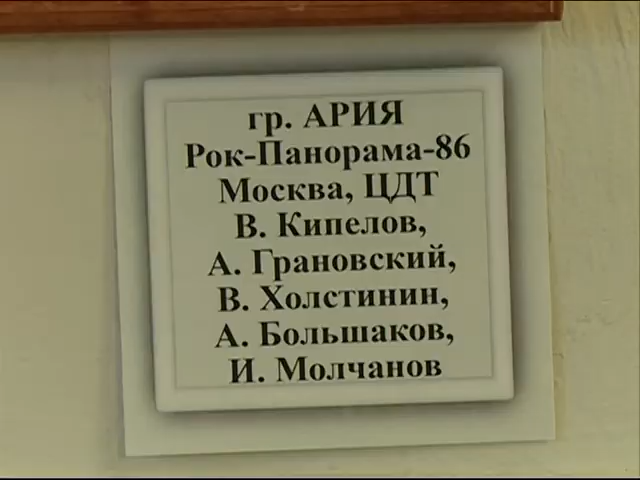 гр. АРИЯ
Рок-Панорама-86
Москва, ЦДТ
В. Кипелов,
А. Грановский,
В. Холстинин,
А. Большаков,
И. Молчанов